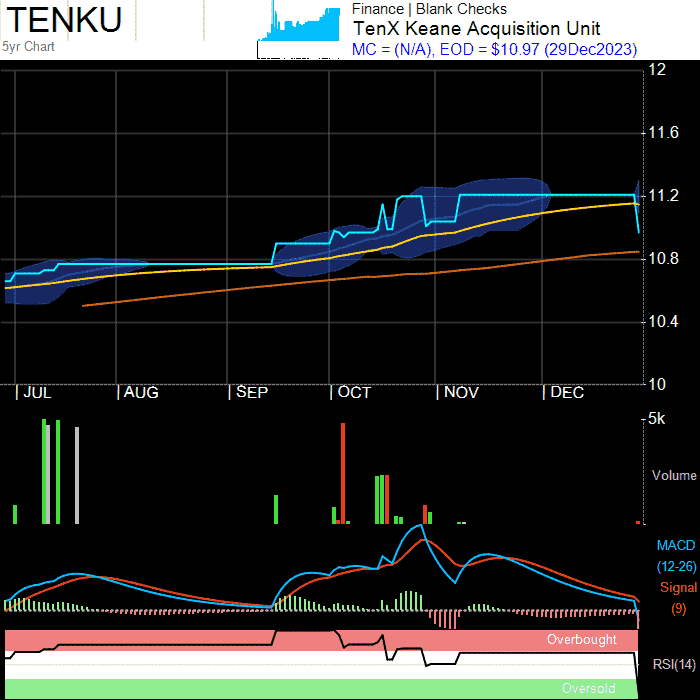 TENKU
5yr Chart
Finance | Blank Checks
TenX Keane Acquisition Unit
MC = (N/A), EOD = $10.97 (29Dec2023)
12
11.6
11.2
10.8
10.4
10
JUL AUG SEP OCT NOV DEC
5k
Volume
MACD
(12-26)
Signal
(9)
Overbought
RSI(14)
Oversold